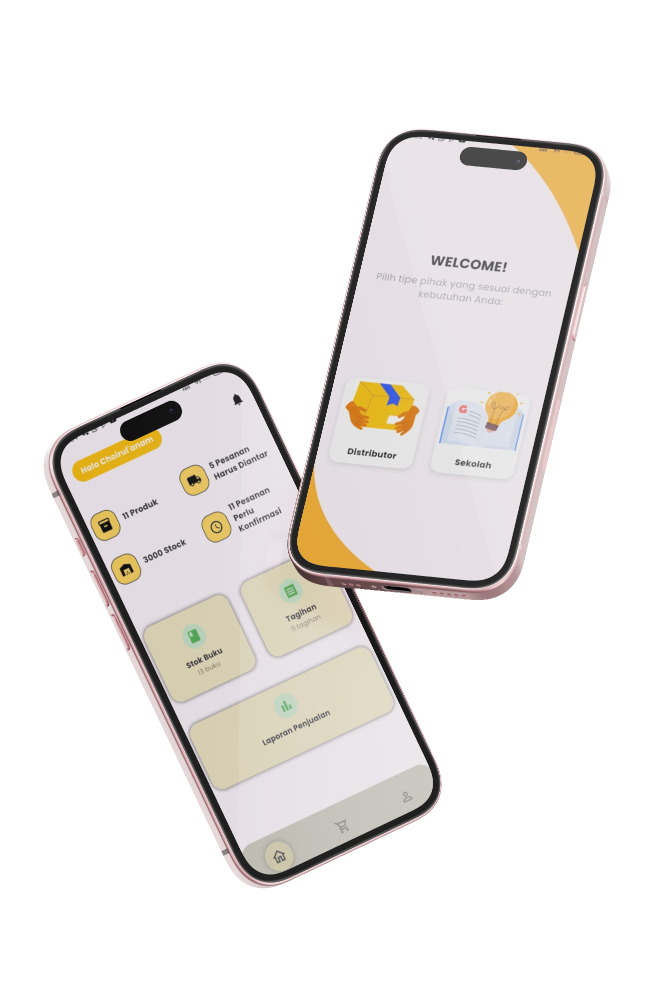 WELCOME!
Pilih tipe pihak yang sesuai dengan
kebutuhan Anda:
Distributor
Sekolah
Halo Choirul'anam
11 Produk
5 Pesanan
Harus Diantar
3000 Stock
11 Pesanan
Perlu
Konfirmasi
Stok Buku
13 buku
Tagihan
11 tagihan
Laporan Penjualan